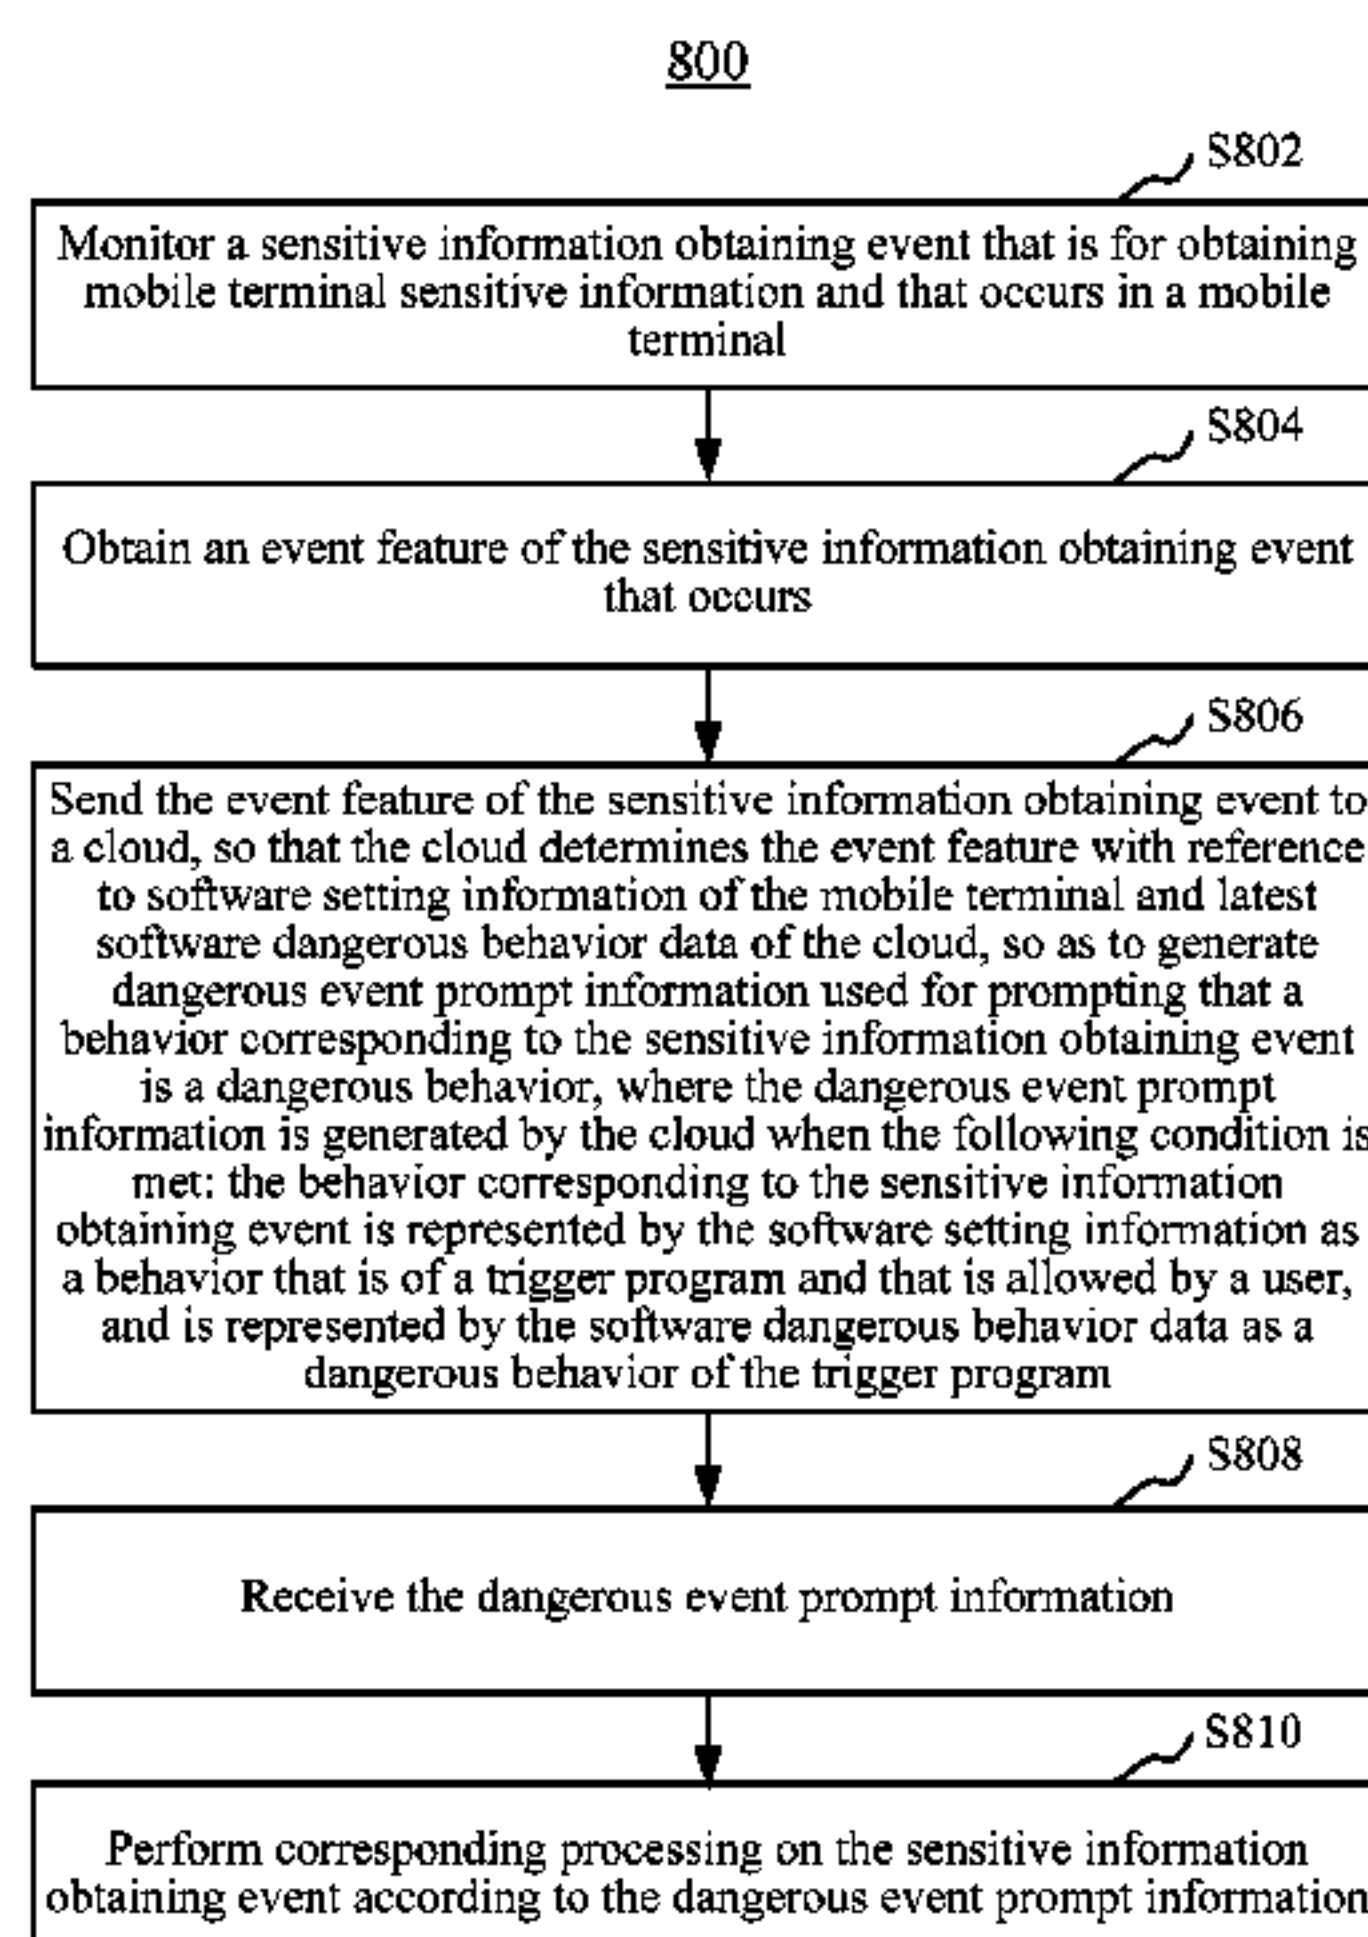 800
S802
Monitor a sensitive information obtaining event that is for obtaining
mobile terminal sensitive information and that occurs in a mobile
terminal
S804
Obtain an event feature of the sensitive information obtaining event
that occurs
S806
Send the event feature of the sensitive information obtaining event to
a cloud, so that the cloud determines the event feature with reference
to software setting information of the mobile terminal and latest
software dangerous behavior data of the cloud, so as to generate
dangerous event prompt information used for prompting that a
behavior corresponding to the sensitive information obtaining event
is a dangerous behavior, where the dangerous event prompt
information is generated by the cloud when the following condition is
met: the behavior corresponding to the sensitive information
obtaining event is represented by the software setting information as
a behavior that is of a trigger program and that is allowed by a user,
and is represented by the software dangerous behavior data as a
dangerous behavior of the trigger program
S808
Receive the dangerous event prompt information
S810
Perform corresponding processing on the sensitive information
obtaining event according to the dangerous event prompt information